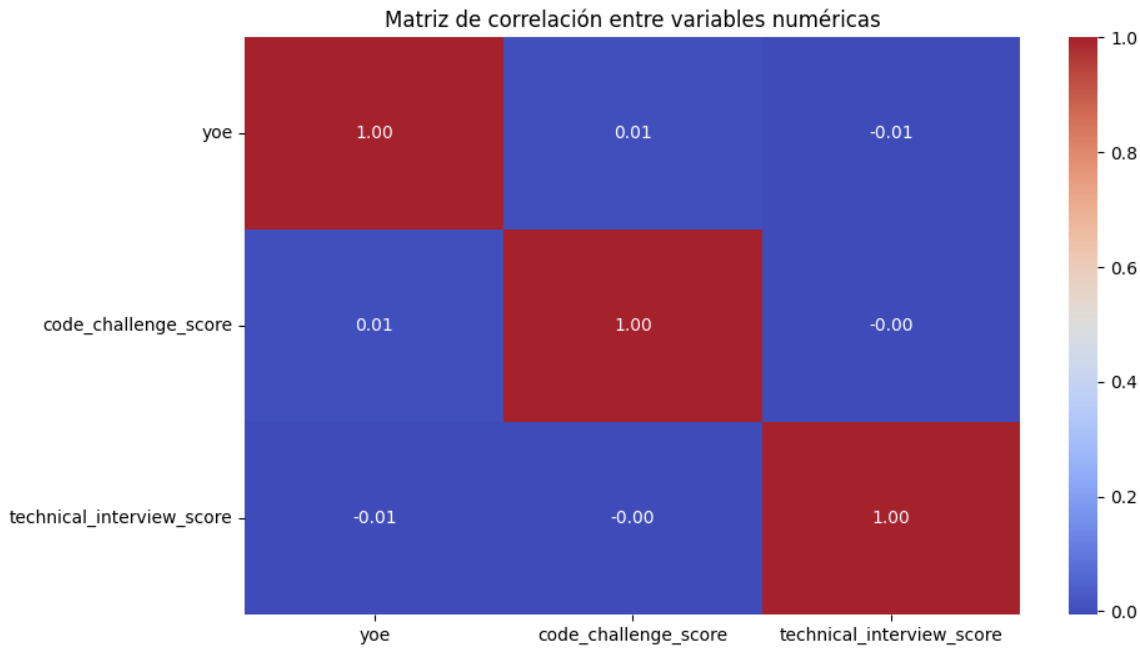 Matriz de correlación entre variables numéricas
yoe
1.00
0.01
-0.01
code_challenge_score
0.01
1.00
-0.00
technical_interview_score
-0.01
-0.00
1.00
yoe
code_challenge_score
technical_interview_score
1.0
0.8
0.6
0.4
0.2
0.0